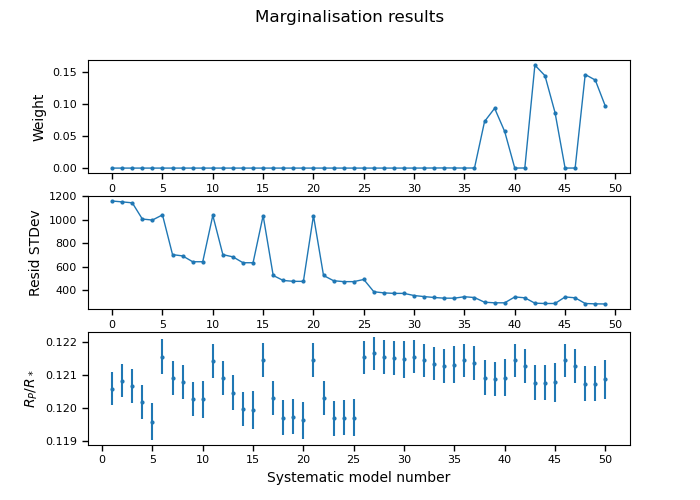 Marginalisation results
Weight
0.15
0.10
0.05
0.00
0 5 10 15 20 25 30 35 40 45 50
Resid STDev
1200
1000
800
600
400
0 5 10 15 20 25 30 35 40 45 50
R_P/R_*
0.122
0.121
0.120
0.119
0 5 10 15 20 25 30 35 40 45 50
Systematic model number